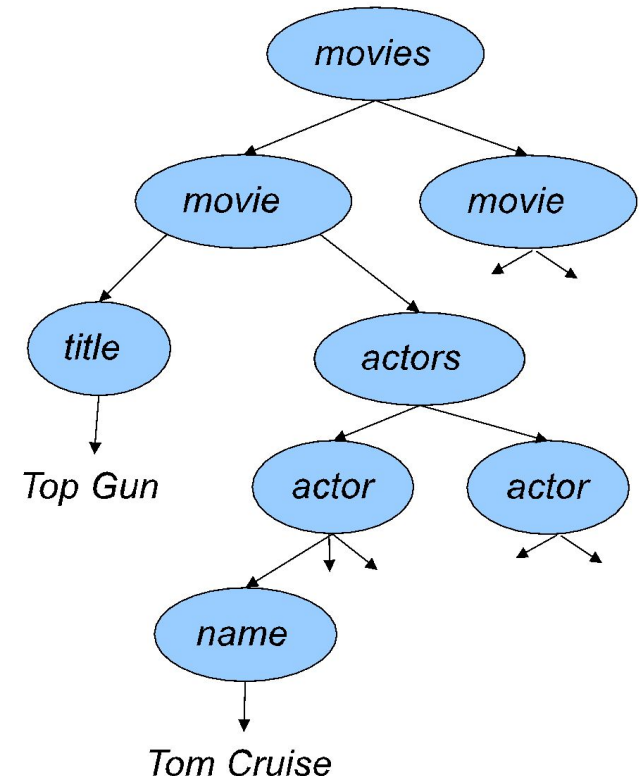 movies
movie
movie
title
actors
Top Gun
actor
actor
name
Tom Cruise